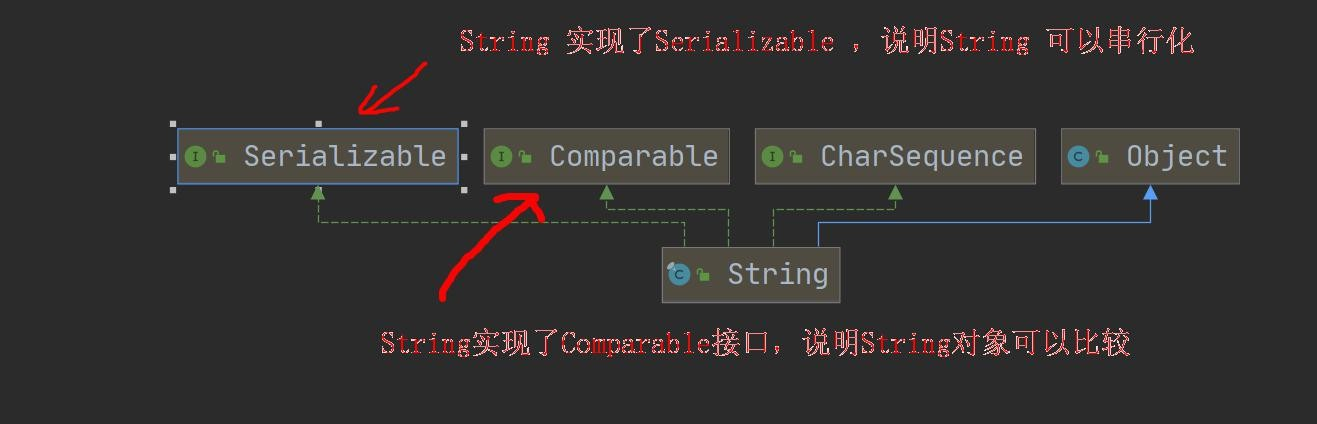 String 实现了Serializable ，说明String 可以串行化
I Serializable
I Comparable
I CharSequence
C Object
C String
String实现了Comparable接口，说明String对象可以比较